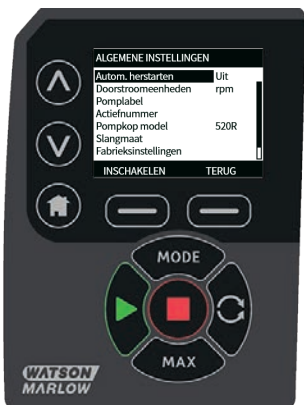 ALGEMENE INSTELLINGEN
Autom. herstarten Uit
Doorstroomeenheden rpm
Pomplabel
Actiefnummer
Pompkop model 520R
Slangmaat
Fabrieksinstellingen
INSCHAKELEN TERUG
MODE
MAX
WATSON
MARLOW